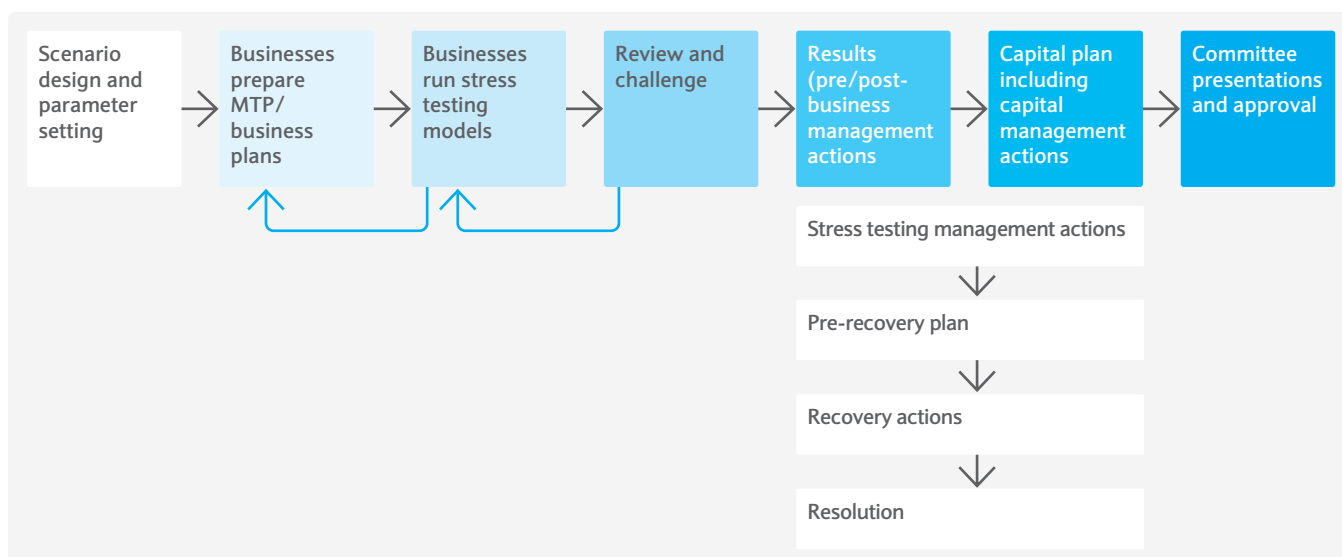 Scenario
design and
parameter
setting
Businesses
prepare
MTP/
business
plans
Businesses
run stress
testing
models
Review and
challenge
Results
(pre/post-
business
management
actions
Capital plan
including
capital
management
actions
Committee
presentations
and approval
Stress testing management actions
Pre-recovery plan
Recovery actions
Resolution